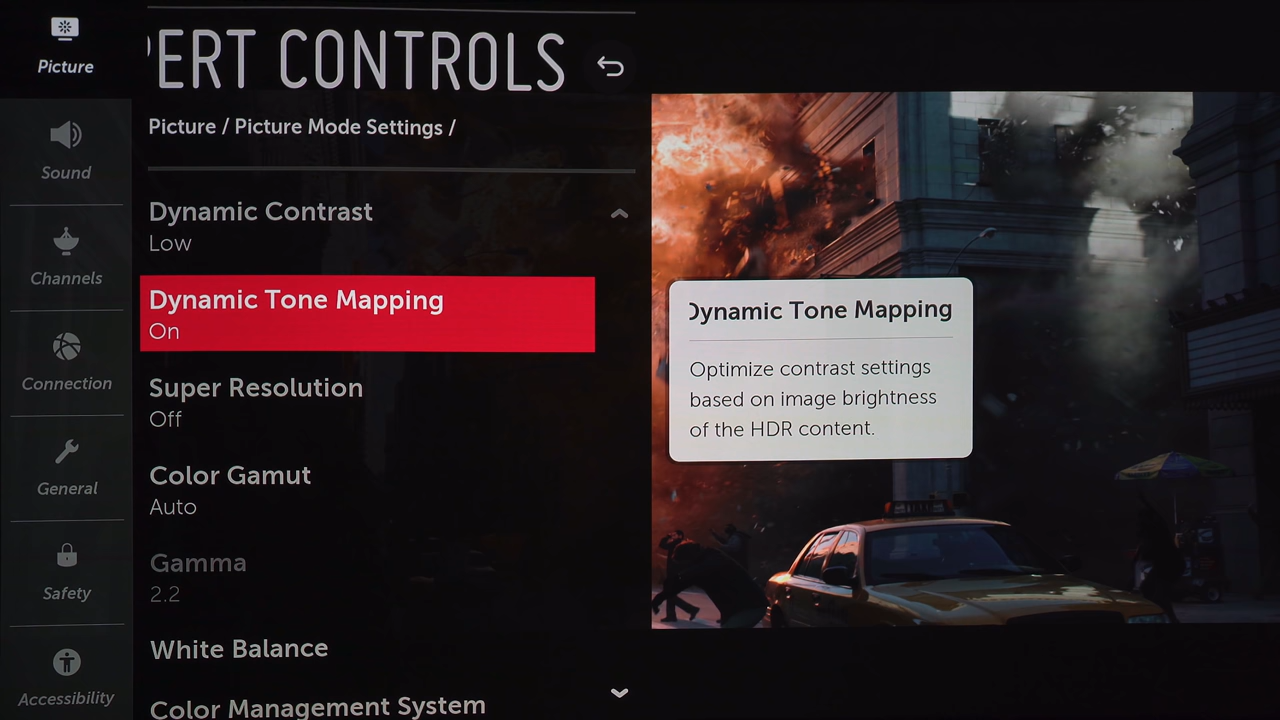 Picture
Sound
Channels
Connection
General
Safety
Accessibility
PERT CONTROLS
Picture / Picture Mode Settings /
Dynamic Contrast
Low
Dynamic Tone Mapping
On
Super Resolution
Off
Color Gamut
Auto
Gamma
2.2
White Balance
Color Management System
Dynamic Tone Mapping
Optimize contrast settings
based on image brightness
of the HDR content.